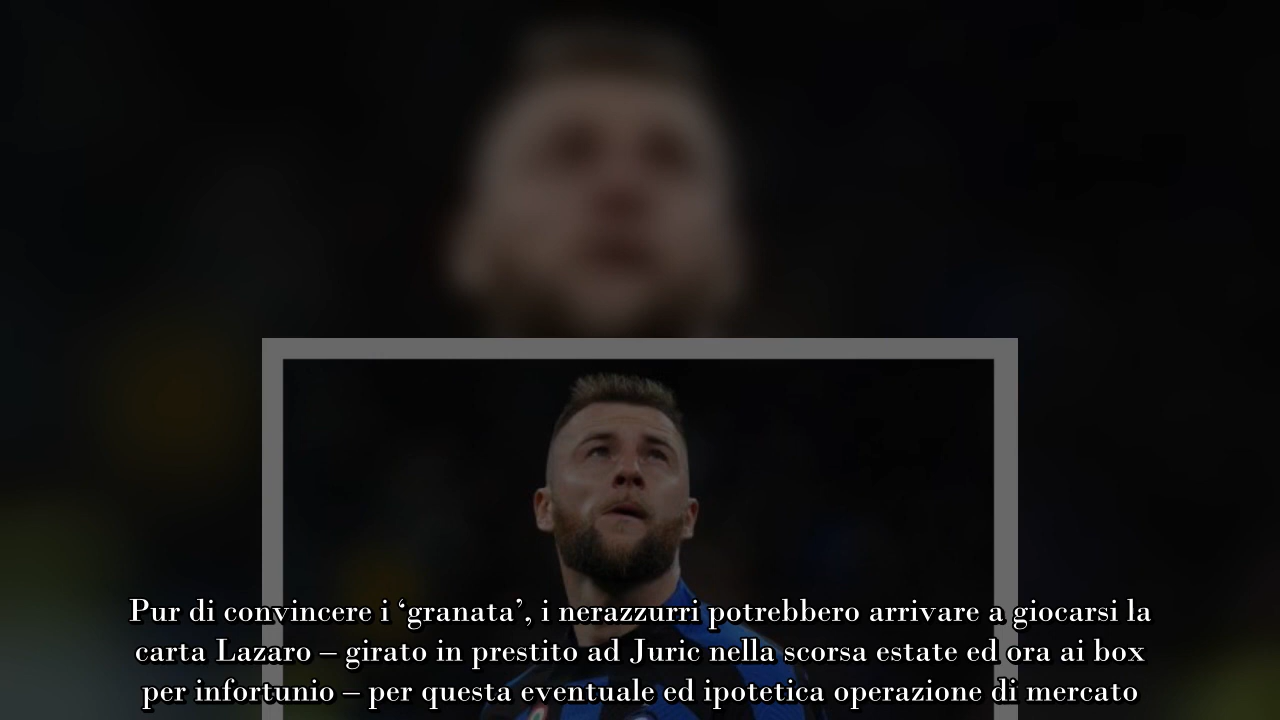 Pur di convincere i ‘granata’, i nerazzurri potrebbero arrivare a giocarsi la
carta Lazaro – girato in prestito ad Juric nella scorsa estate ed ora ai box
per infortunio – per questa eventuale ed ipotetica operazione di mercato